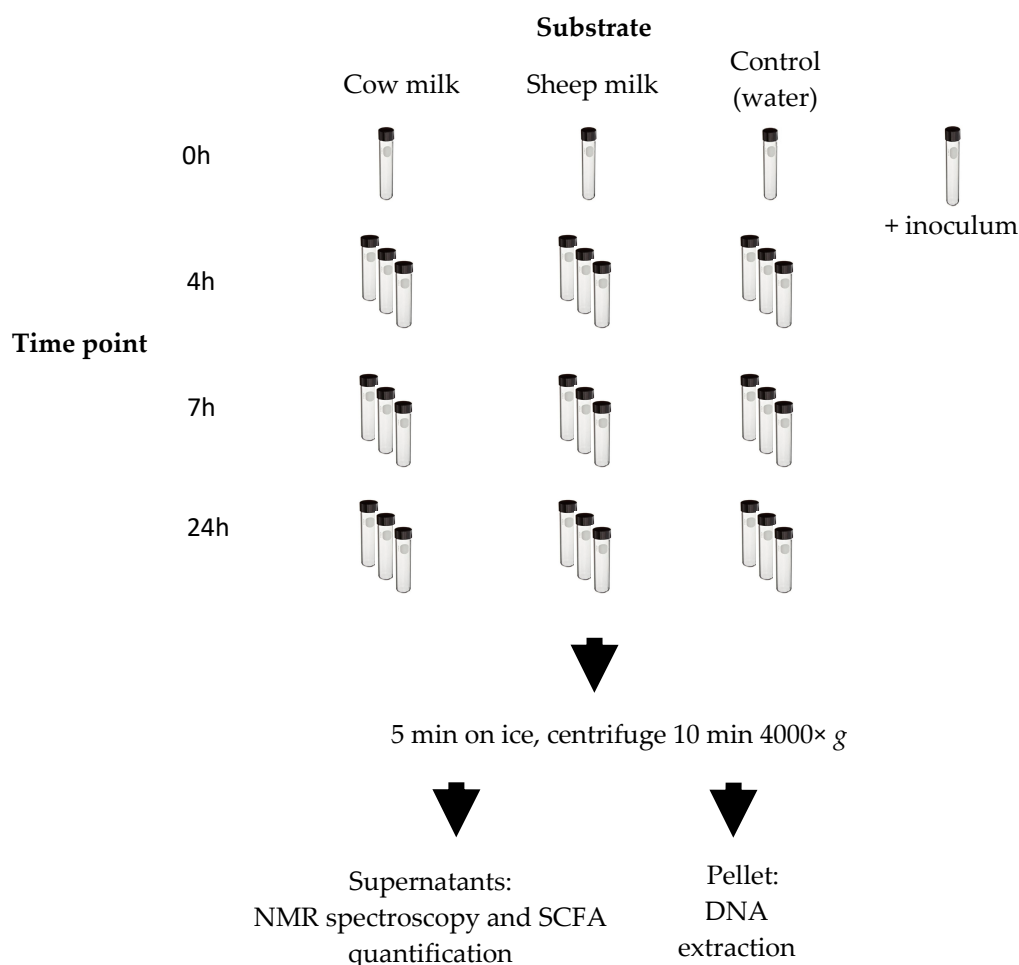 Substrate
Cow milk
Sheep milk
Control
(water)
0h
+ inoculum
4h
Time point
7h
24h
5 min on ice, centrifuge 10 min 4000× g
Supernatants:
NMR spectroscopy and SCFA
quantification
Pellet:
DNA
extraction